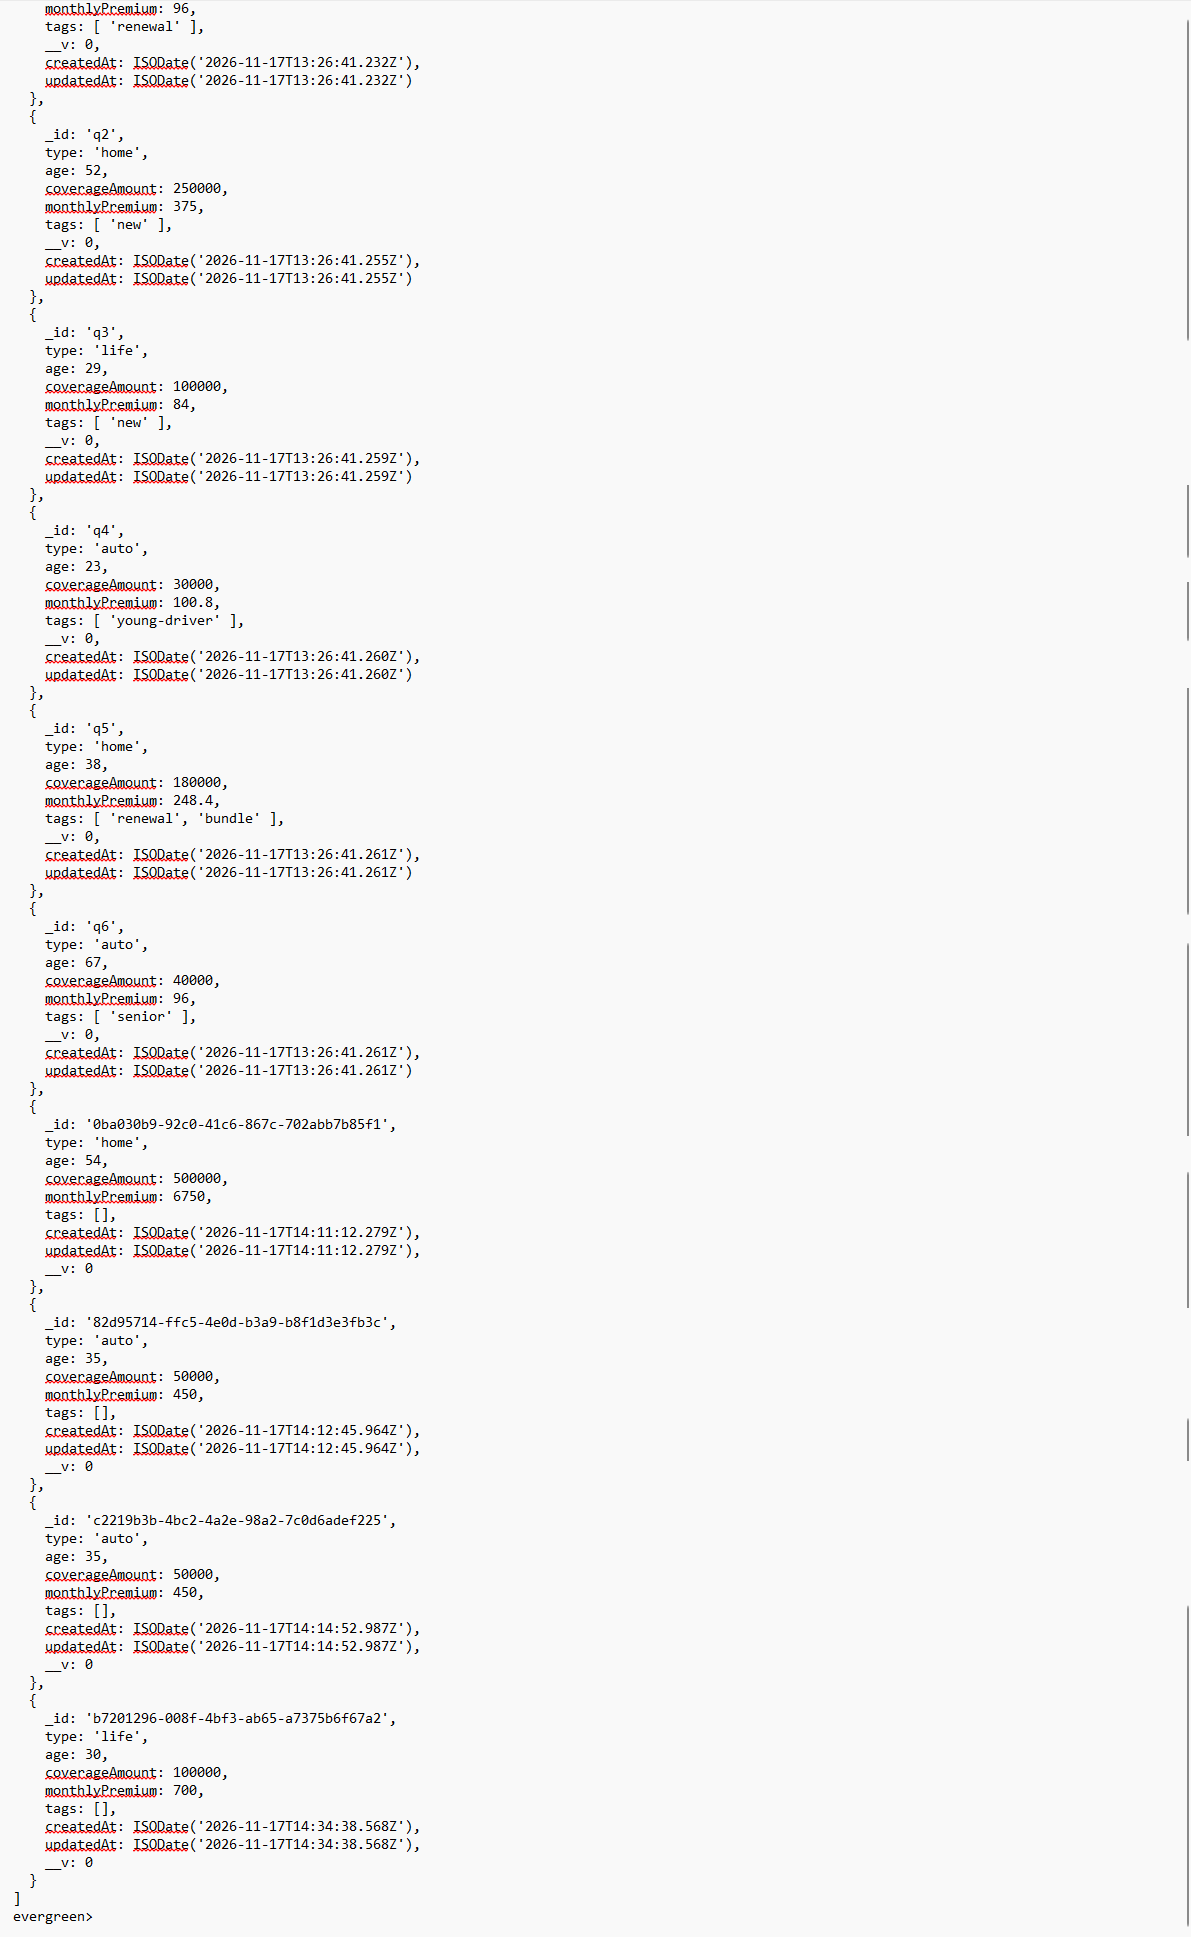 monthlyPremium: 96,
tags: [ 'renewal' ],
__v: 0,
createdAt: ISODate('2026-11-17T13:26:41.232Z'),
updatedAt: ISODate('2026-11-17T13:26:41.232Z')
},
{
_id: 'q2',
type: 'home',
age: 52,
coverageAmount: 250000,
monthlyPremium: 375,
tags: [ 'new' ],
__v: 0,
createdAt: ISODate('2026-11-17T13:26:41.255Z'),
updatedAt: ISODate('2026-11-17T13:26:41.255Z')
},
{
_id: 'q3',
type: 'life',
age: 29,
coverageAmount: 100000,
monthlyPremium: 84,
tags: [ 'new' ],
__v: 0,
createdAt: ISODate('2026-11-17T13:26:41.259Z'),
updatedAt: ISODate('2026-11-17T13:26:41.259Z')
},
{
_id: 'q4',
type: 'auto',
age: 23,
coverageAmount: 30000,
monthlyPremium: 100.8,
tags: [ 'young-driver' ],
__v: 0,
createdAt: ISODate('2026-11-17T13:26:41.260Z'),
updatedAt: ISODate('2026-11-17T13:26:41.260Z')
},
{
_id: 'q5',
type: 'home',
age: 38,
coverageAmount: 180000,
monthlyPremium: 248.4,
tags: [ 'renewal', 'bundle' ],
__v: 0,
createdAt: ISODate('2026-11-17T13:26:41.261Z'),
updatedAt: ISODate('2026-11-17T13:26:41.261Z')
},
{
_id: 'q6',
type: 'auto',
age: 67,
coverageAmount: 40000,
monthlyPremium: 96,
tags: [ 'senior' ],
__v: 0,
createdAt: ISODate('2026-11-17T13:26:41.261Z'),
updatedAt: ISODate('2026-11-17T13:26:41.261Z')
},
{
_id: '0ba030b9-92c0-41c6-867c-702abb7b85f1',
type: 'home',
age: 54,
coverageAmount: 500000,
monthlyPremium: 6750,
tags: [],
createdAt: ISODate('2026-11-17T14:11:12.279Z'),
updatedAt: ISODate('2026-11-17T14:11:12.279Z'),
__v: 0
},
{
_id: '82d95714-ffc5-4e0d-b3a9-b8f1d3e3fb3c',
type: 'auto',
age: 35,
coverageAmount: 50000,
monthlyPremium: 450,
tags: [],
createdAt: ISODate('2026-11-17T14:12:45.964Z'),
updatedAt: ISODate('2026-11-17T14:12:45.964Z'),
__v: 0
},
{
_id: 'c2219b3b-4bc2-4a2e-98a2-7c0d6adef225',
type: 'auto',
age: 35,
coverageAmount: 50000,
monthlyPremium: 450,
tags: [],
createdAt: ISODate('2026-11-17T14:14:52.987Z'),
updatedAt: ISODate('2026-11-17T14:14:52.987Z'),
__v: 0
},
{
_id: 'b7201296-008f-4bf3-ab65-a7375b6f67a2',
type: 'life',
age: 30,
coverageAmount: 100000,
monthlyPremium: 700,
tags: [],
createdAt: ISODate('2026-11-17T14:34:38.568Z'),
updatedAt: ISODate('2026-11-17T14:34:38.568Z'),
__v: 0
}
]
evergreen>